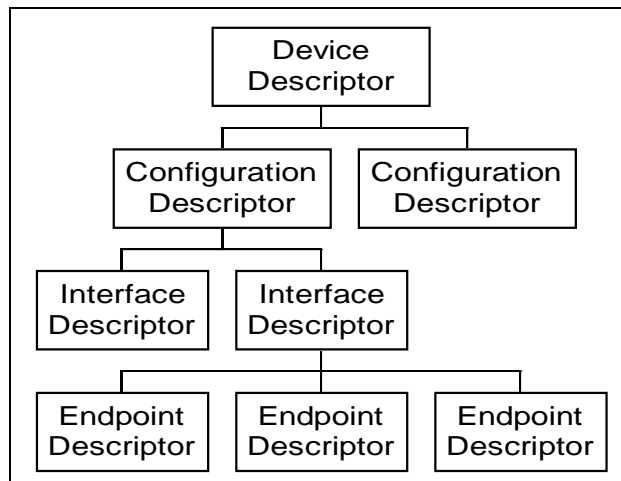 Device
Descriptor
Configuration
Descriptor
Configuration
Descriptor
Interface
Descriptor
Interface
Descriptor
Endpoint
Descriptor
Endpoint
Descriptor
Endpoint
Descriptor